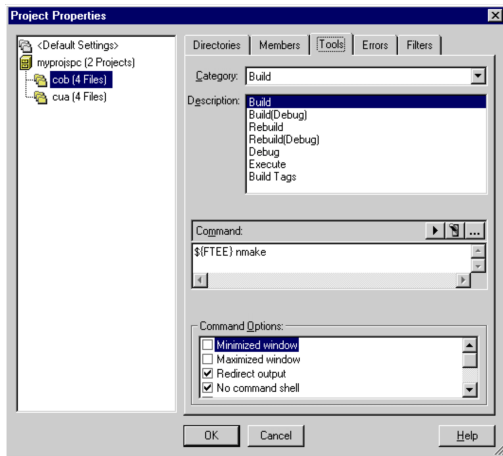 Project Properties
<Default Settings>
myprojspc (2 Projects)
cob (4 Files)
cua (4 Files)
Directories Members Tools Errors Filters
Category: Build
Description: Build
Build(Debug)
Rebuild
Rebuild(Debug)
Debug
Execute
Build Tags
Command: ...
${FTEE} nmake
Command Options:
Minimized window
Maximized window
Redirect output
No command shell
OK Cancel Help